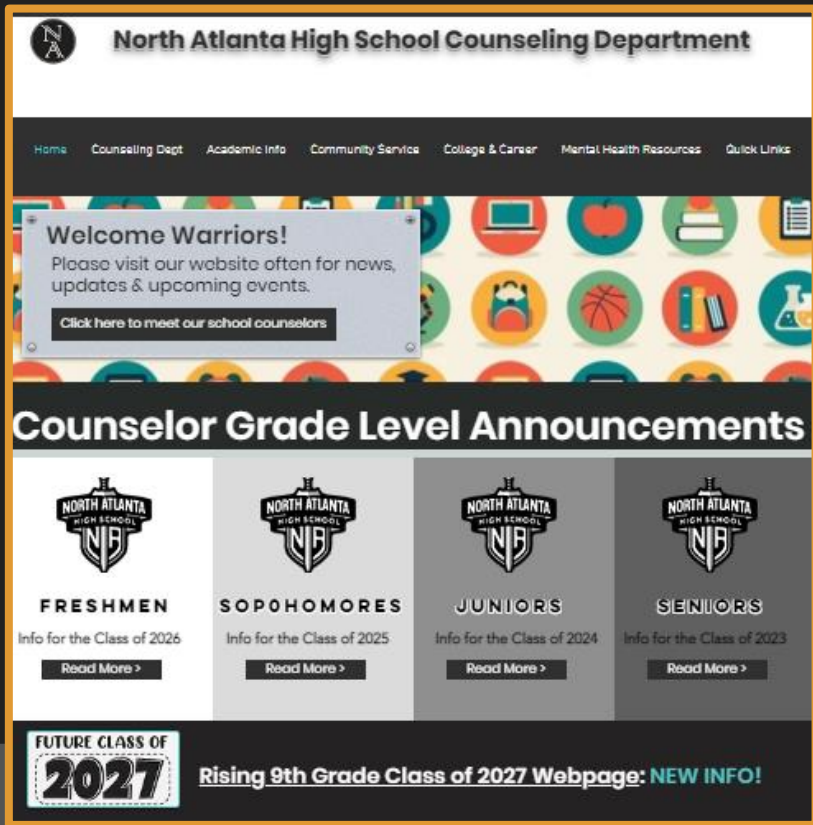 NA
North Atlanta High School Counseling Department
Home Counseling Dept Academic Info Community Service College & Career Mental Health Resources Quick Links
Welcome Warriors!
Please visit our website often for news,
updates & upcoming events.
Click here to meet our school counselors
Counselor Grade Level Announcements
NORTH ATLANTA
HIGH SCHOOL
NA
FRESHMEN
Info for the Class of 2026
Read More >
NORTH ATLANTA
HIGH SCHOOL
NA
SOP0HOMORES
Info for the Class of 2025
Read More >
NORTH ATLANTA
HIGH SCHOOL
NA
JUNIORS
Info for the Class of 2024
Read More >
NORTH ATLANTA
HIGH SCHOOL
NA
SENIORS
Info for the Class of 2023
Read More >
FUTURE CLASS OF
2027
Rising 9th Grade Class of 2027 Webpage: NEW INFO!